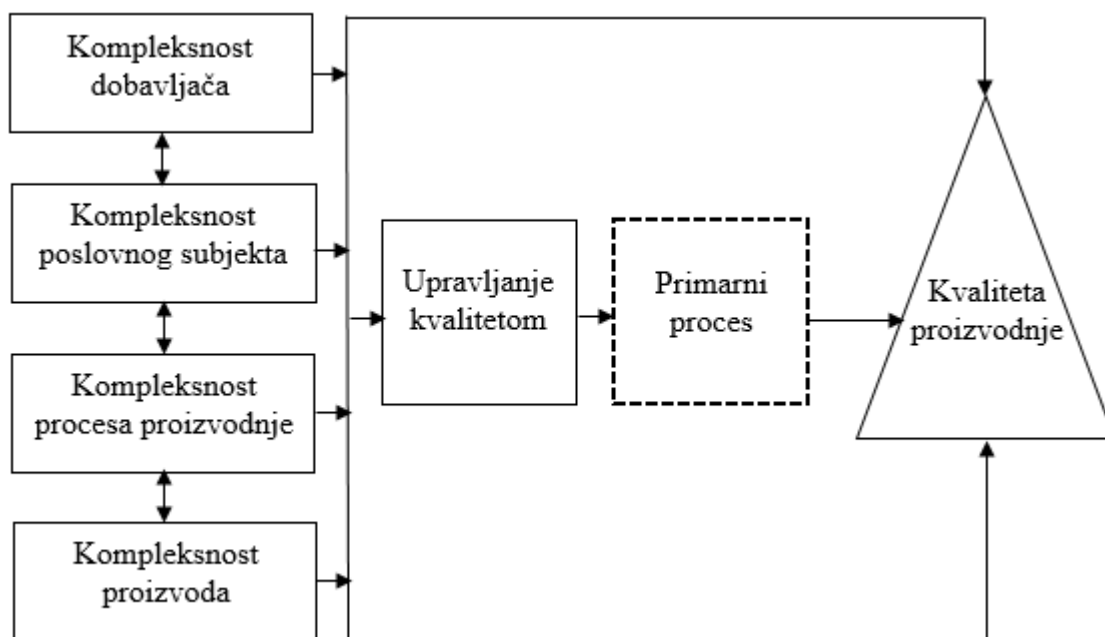 Kompleksnost
dobavljača
Kompleksnost
poslovnog subjekta
Kompleksnost
procesa proizvodnje
Kompleksnost
proizvoda
Upravljanje
kvalitetom
Primarni
proces
Kvaliteta
proizvodnje